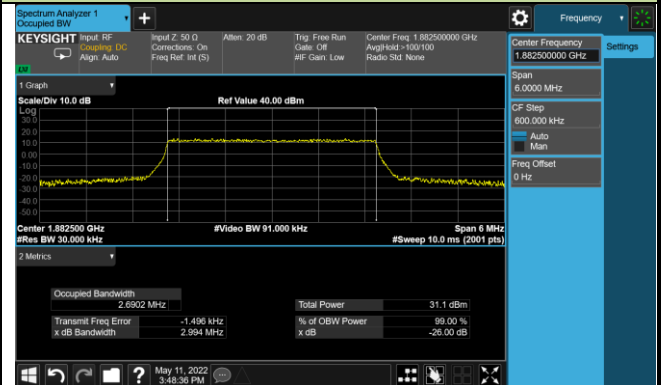 Spectrum Analyzer 1
Occupied BW
+
Frequency
KEYSIGHT
Input: RF
Coupling: DC
Align: Auto
Input Z: 50 Ω
Corrections: On
Freq Ref: Int (S)
Atten: 20 dB
Trig: Free Run
Gate: Off
#IF Gain: Low
Center Freq: 1.882500000 GHz
Avg|Hold:>100/100
Radio Std: None
Center Frequency
1.882500000 GHz
Settings
Span
6.0000 MHz
CF Step
600.000 kHz
Auto
Man
Freq Offset
0 Hz
1 Graph
Scale/Div 10.0 dB
Ref Value 40.00 dBm
Log
30.0
20.0
10.0
0.00
-10.0
-20.0
-30.0
-40.0
-50.0
Center 1.882500 GHz
#Video BW 91.000 kHz
Span 6 MHz
#Res BW 30.000 kHz
#Sweep 10.0 ms (2001 pts)
2 Metrics
Occupied Bandwidth
2.6902 MHz
Total Power
31.1 dBm
Transmit Freq Error
-1.496 kHz
% of OBW Power
99.00 %
x dB Bandwidth
2.994 MHz
x dB
-26.00 dB
?
May 11, 2022
3:48:36 PM